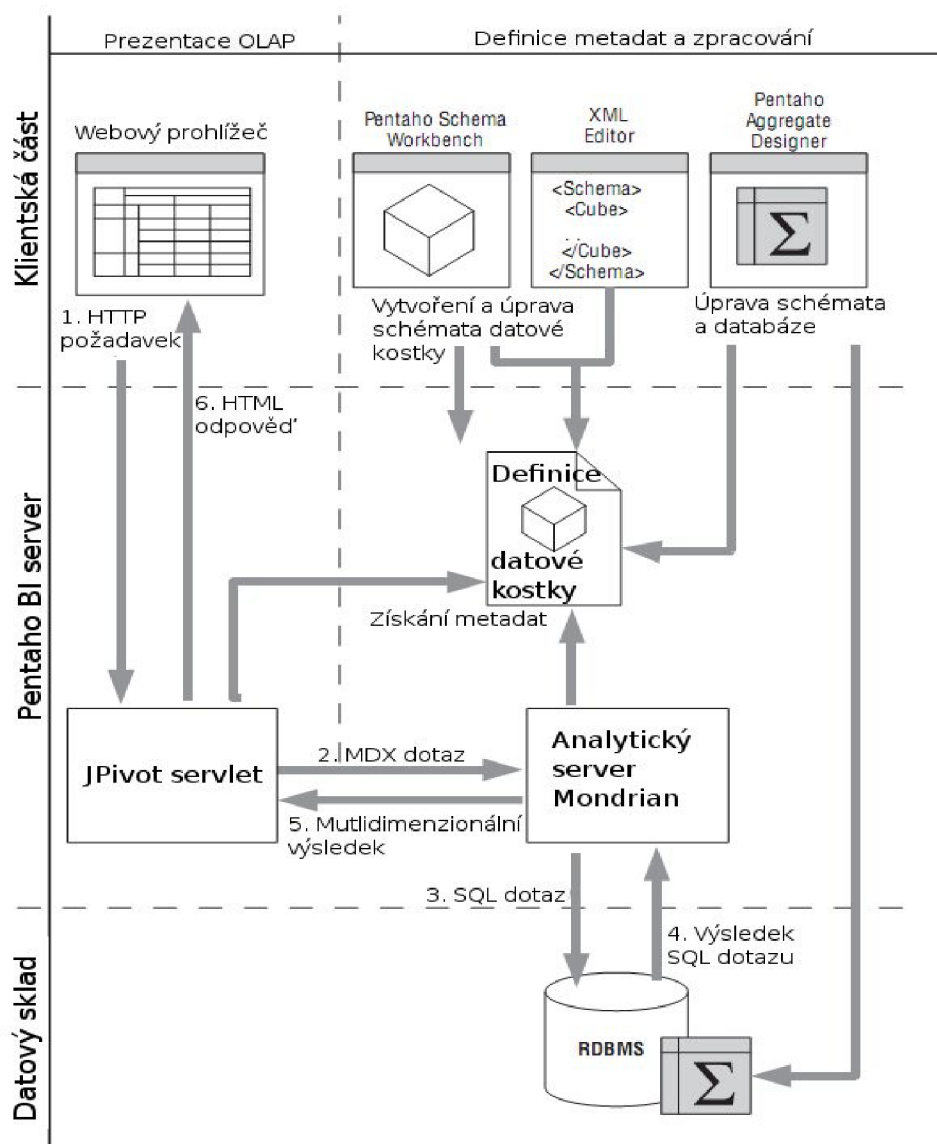 Prezentace OLAP
Definice metadat a zpracování
Klientská část
Webový prohlížeč
Pentaho Schema
Workbench
XML
Editor
Pentaho
Aggregate
Designer
<Schema>
<Cube>
...
</Cube>
</Schema>
Σ
1. HTTP
požadavek
Vytvoření a úprava
schémata datové
kostky
Úprava schémata
a databáze
Pentaho BI server
6. HTML
odpověď
Definice
datové
kostky
Získání metadat
JPivot servlet
2. MDX dotaz
Analytický
server
Mondrian
5. Mutlidimenzionální
výsledek
3. SQL dotaz
Datový sklad
4. Výsledek
SQL dotazu
RDBMS
Σ